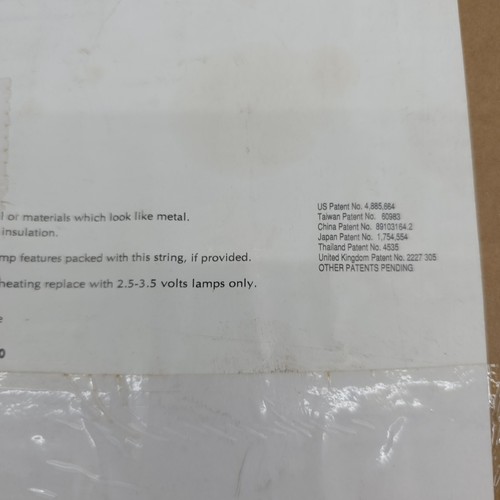 l or materials which look like metal.
insulation.
mp features packed with this string, if provided.
heating replace with 2.5-3.5 volts lamps only.
e
0
US Patent No. 4,885,664
Taiwan Patent No. 60983
China Patent No. 89103164.2
Japan Patent No. 1,754,554
Thailand Patent No. 4635
United Kingdom Patent No. 2227 305
OTHER PATENTS PENDING